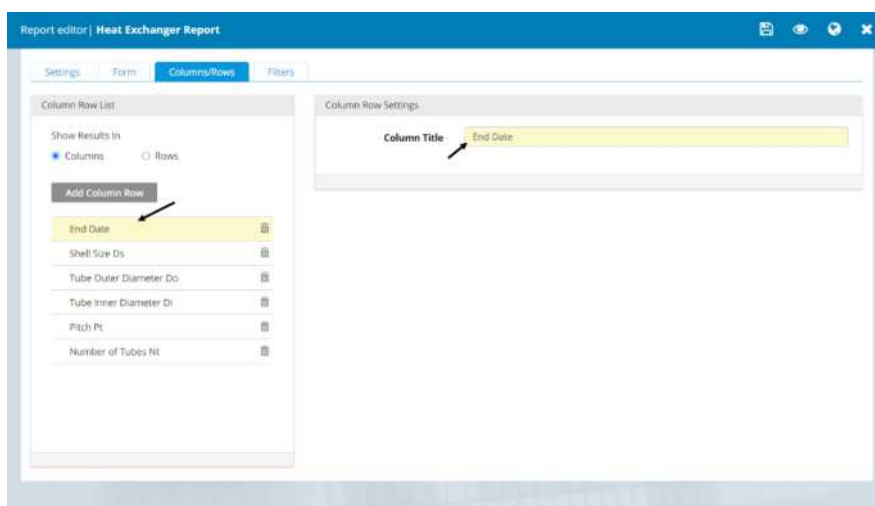 Report editor| Heat Exchanger Report
Settings Form Columns/Rows Filters
Column Row List
Show Results In
Columns Rows
Add Column Row
End Date
Shell Size Ds
Tube Outer Diameter Do
Tube Inner Diameter Di
Pitch Pt
Number of Tubes Nt
Column Row Settings
Column Title End Date